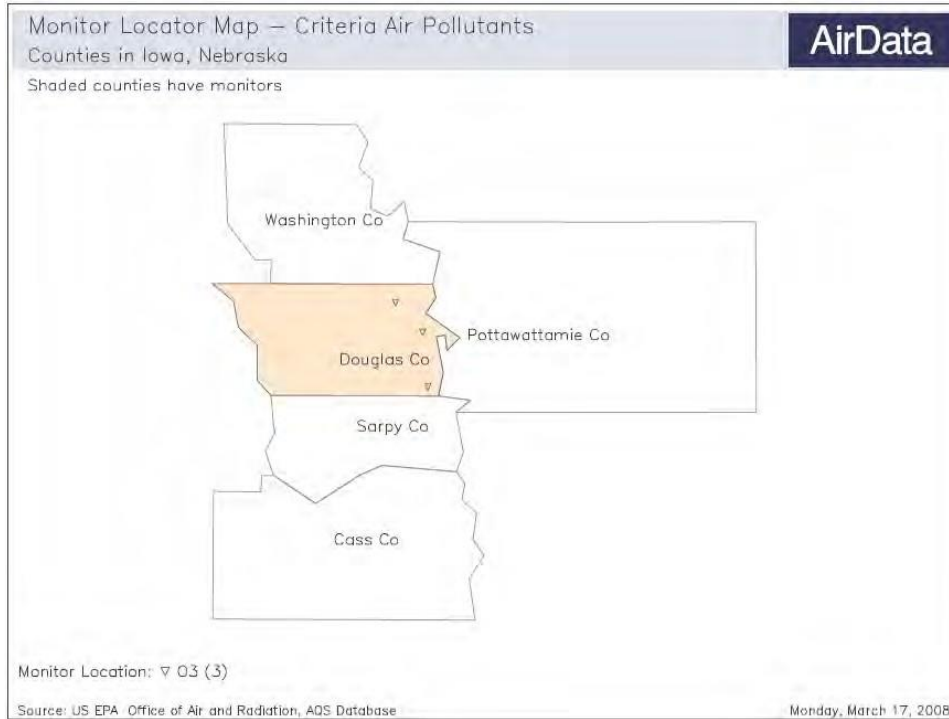 Monitor Locator Map – Criteria Air Pollutants
AirData
Counties in Iowa, Nebraska
Shaded counties have monitors
Washington Co
Pottawattamie Co
Douglas Co
Sarpy Co
Cass Co
Monitor Location: ▽ O3 (3)
Source: US EPA Office of Air and Radiation, AQS Database
Monday, March 17, 2008